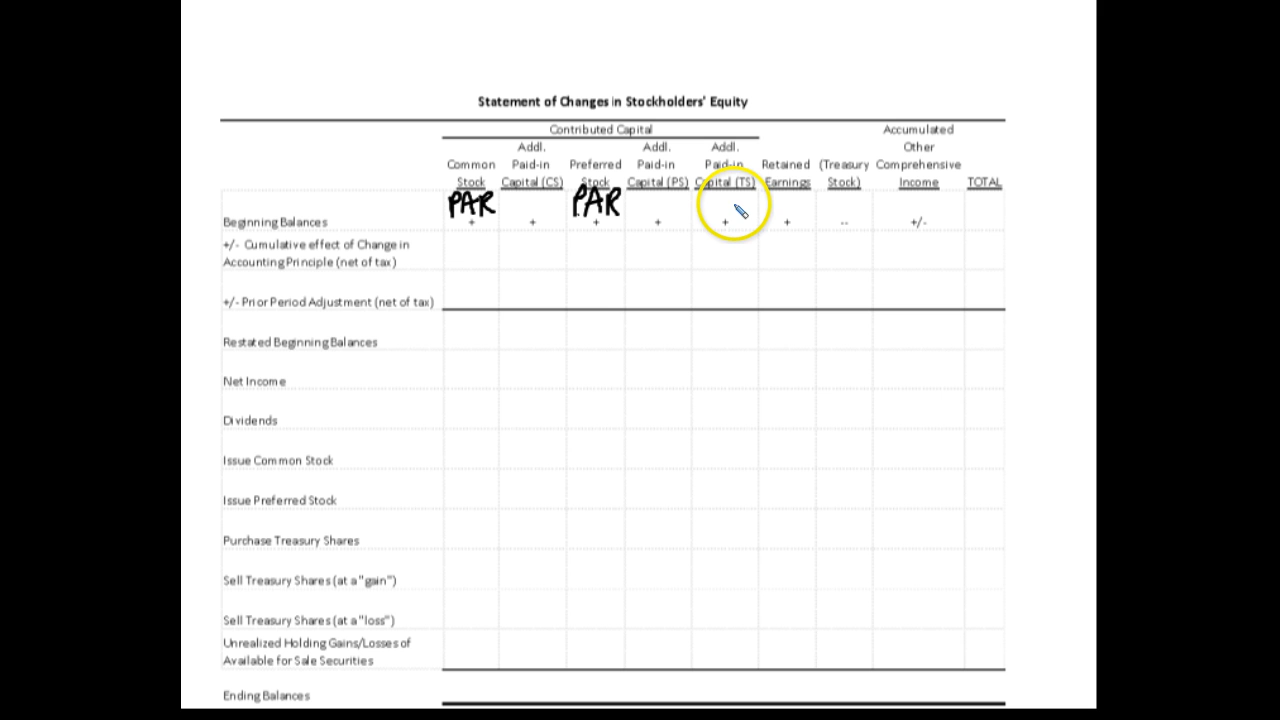 Statement of Changes in Stockholders' Equity
Contributed Capital Accumulated
Addl. Addl. Addl. Other
Common Paid-in Preferred Paid-in Paid-in Retained (Treasury Comprehensive
Stock Capital (CS) Stock Capital (PS) Capital (TS) Earnings Stock) Income TOTAL
PAR PAR
Beginning Balances + + + + + + -- +/-
+/- Cumulative effect of Change in
Accounting Principle (net of tax)
+/- Prior Period Adjustment (net of tax)
Restated Beginning Balances
Net Income
Dividends
Issue Common Stock
Issue Preferred Stock
Purchase Treasury Shares
Sell Treasury Shares (at a "gain")
Sell Treasury Shares (at a "loss")
Unrealized Holding Gains/Losses of
Available for Sale Securities
Ending Balances